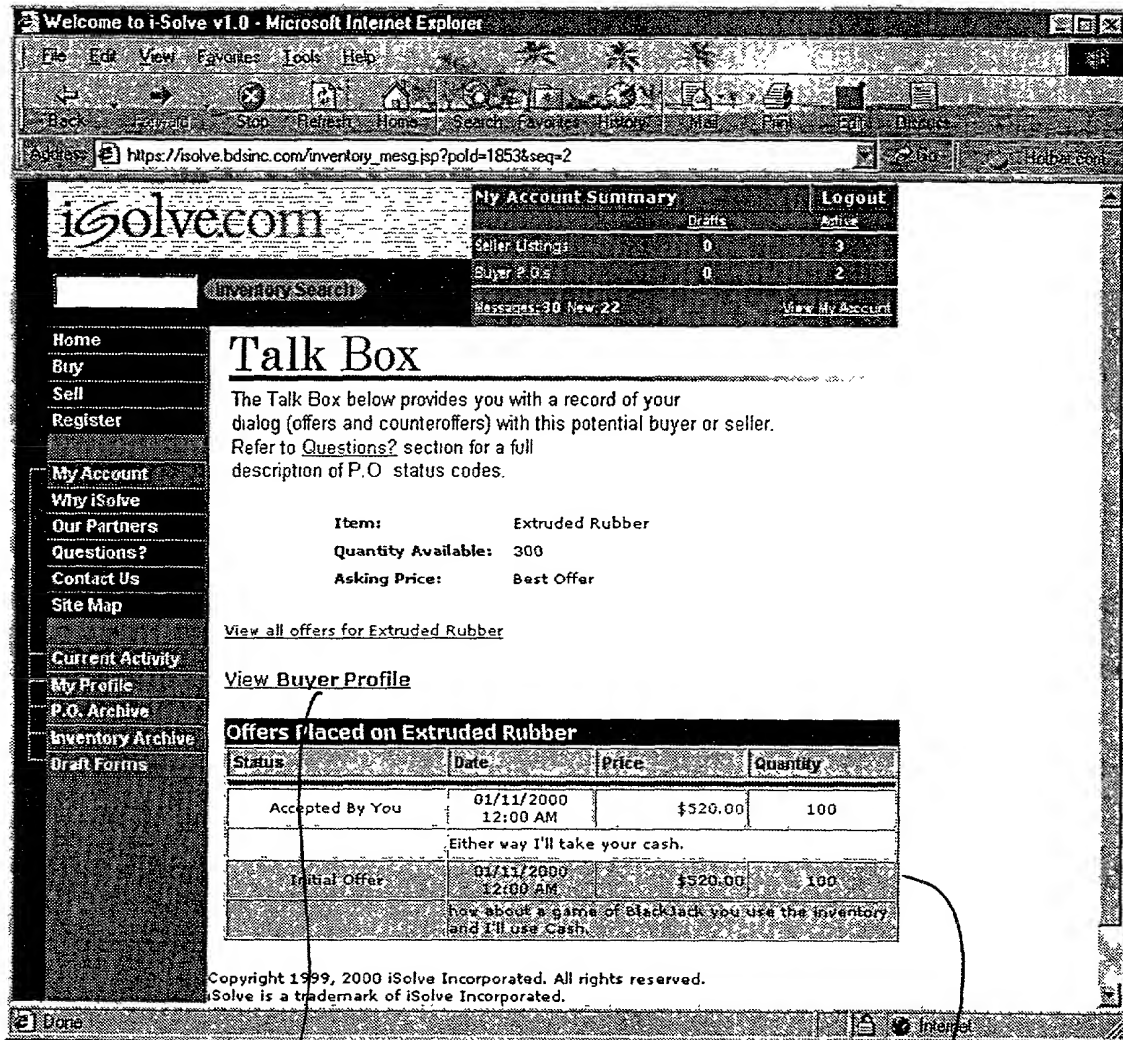 Welcome to i-Solve v1.0 - Microsoft Internet Explorer
File Edit View Favorites Tools Help
Back Forward Stop Refresh Home Search Favorites History Mail Print Edit Discuss
Address https://isolve.bdsinc.com/inventory_mesg.jsp?poId=1853&seq=2 Go
isolve.com
My Account Summary Logout
Drafts Active
Seller Listings 0 3
Buyer P.O.s 0 2
Messages: 30 New: 22 View My Account
Inventory Search
Home
Buy
Sell
Register
My Account
Why iSolve
Our Partners
Questions?
Contact Us
Site Map
Current Activity
My Profile
P.O. Archive
Inventory Archive
Draft Forms
Talk Box
The Talk Box below provides you with a record of your
dialog (offers and counteroffers) with this potential buyer or seller.
Refer to Questions? section for a full
description of P.O status codes.
Item: Extruded Rubber
Quantity Available: 300
Asking Price: Best Offer
View all offers for Extruded Rubber
View Buyer Profile
Offers Placed on Extruded Rubber
Status Date Price Quantity
Accepted By You 01/11/2000 12:00 AM $520.00 100
Either way I'll take your cash.
Initial Offer 01/11/2000 12:00 AM $520.00 100
how about a game of BlackJack you use the inventory
and I'll use Cash.
Copyright 1999, 2000 iSolve Incorporated. All rights reserved.
iSolve is a trademark of iSolve Incorporated.
Done Internet